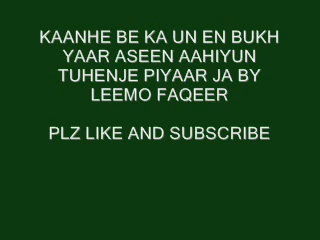 KAANHE BE KA UN EN BUKH
YAAR ASEEN AAHIYUN
TUHENJE PIYAAR JA BY
LEEMO FAQEER
PLZ LIKE AND SUBSCRIBE